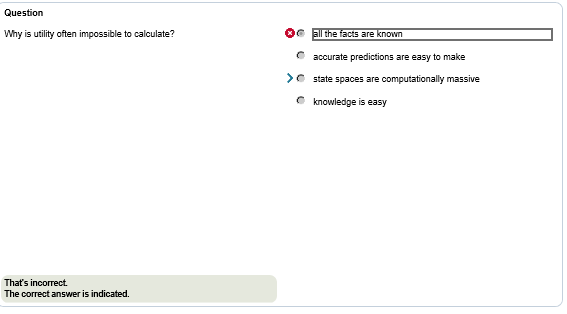 Question
Why is utility often impossible to calculate?
all the facts are known
accurate predictions are easy to make
state spaces are computationally massive
knowledge is easy
That's incorrect.
The correct answer is indicated.